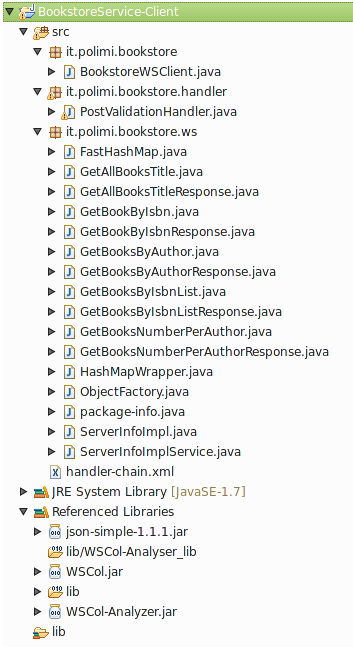 BookstoreService-Client
src
it.polimi.bookstore
BookstoreWSClient.java
it.polimi.bookstore.handler
PostValidationHandler.java
it.polimi.bookstore.ws
FastHashMap.java
GetAllBooksTitle.java
GetAllBooksTitleResponse.java
GetBookByIsbn.java
GetBookByIsbnResponse.java
GetBooksByAuthor.java
GetBooksByAuthorResponse.java
GetBooksByIsbnList.java
GetBooksByIsbnListResponse.java
GetBooksNumberPerAuthor.java
GetBooksNumberPerAuthorResponse.java
HashMapWrapper.java
ObjectFactory.java
package-info.java
ServerInfoImpl.java
ServerInfoImplService.java
handler-chain.xml
JRE System Library [JavaSE-1.7]
Referenced Libraries
json-simple-1.1.1.jar
lib/WSCol-Analyser_lib
WSCol.jar
lib
WSCol-Analyzer.jar
lib